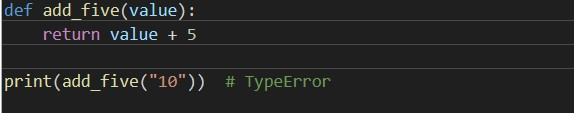 def add_five(value):
    return value + 5
print(add_five("10"))  # TypeError